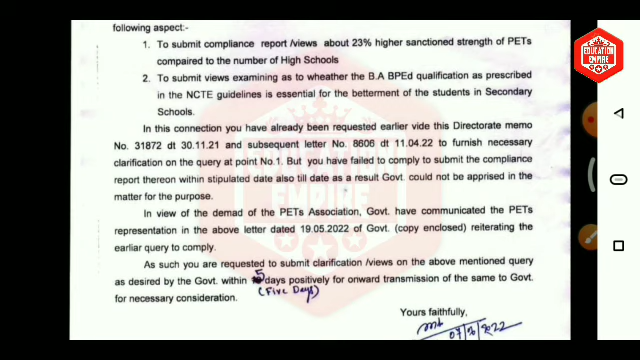 following aspect:-
1. To submit compliance report /views about 23% higher sanctioned strength of PETs
compaired to the number of High Schools
2. To submit views examining as to wheather the B.A BPEd qualification as prescribed
in the NCTE guidelines is essential for the betterment of the students in Secondary
Schools.
In this connection you have already been requested earlier vide this Directorate memo
No. 31872 dt 30.11.21 and subsequent letter No. 8606 dt 11.04.22 to furnish necessary
clarification on the query at point No.1. But you have failed to comply to submit the compliance
report thereon within stipulated date also till date as a result Govt. could not be apprised in the
matter for the purpose.
In view of the demad of the PETs Association, Govt. have communicated the PETs
representation in the above letter dated 19.05.2022 of Govt. (copy enclosed) reiterating the
earliar query to comply.
As such you are requested to submit clarification /views on the above mentioned query
as desired by the Govt. within 5 days positively for onward transmission of the same to Govt.
(Five Days)
for necessary consideration.
Yours faithfully,
EDUCATION
EMPIRE
EMPIRE